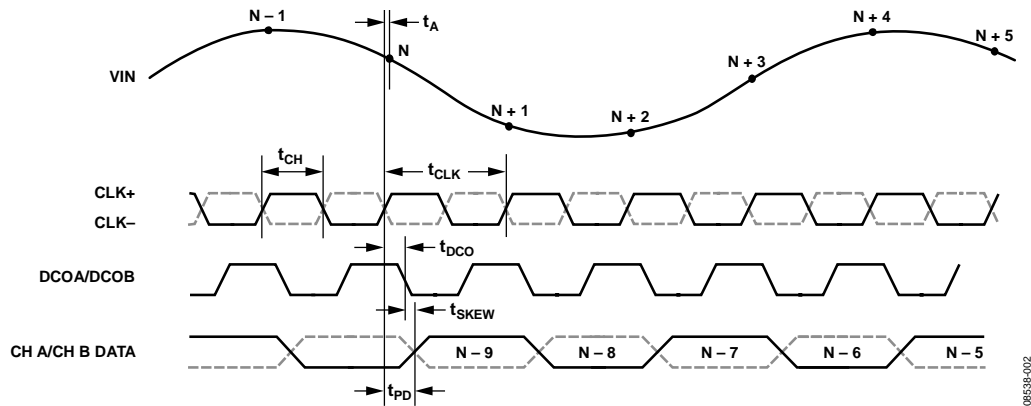 N – 1
tA
N
N + 4
N + 5
N + 3
VIN
N + 1
N + 2
tCH
tCLK
CLK+
CLK–
tDCO
DCOA/DCOB
tSKEW
CH A/CH B DATA
N – 9
N – 8
N – 7
N – 6
N – 5
tPD
08538-002